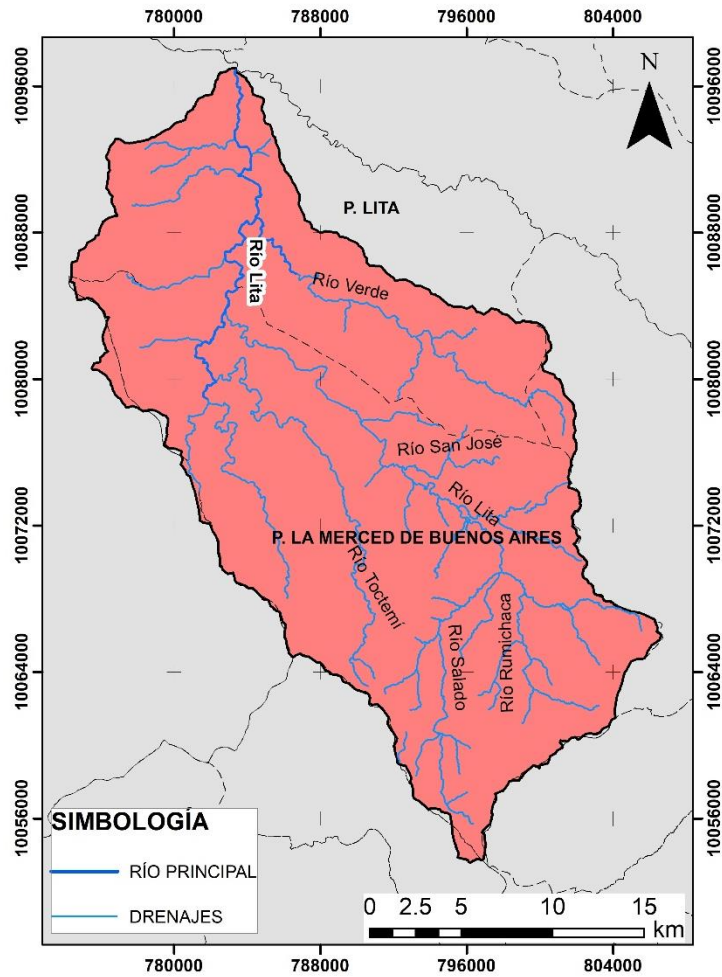 780000 788000 796000 804000
10096000
10088000
10080000
10072000
10064000
10056000
N
P. LITA
Río Lita
Río Verde
Río San José
Río Lita
P. LA MERCED DE BUENOS AIRES
Río Toctemí
Río Salado
Río Rumichaca
SIMBOLOGÍA
RÍO PRINCIPAL
DRENAJES
0 2.5 5 10 15
km
10096000
10088000
10080000
10072000
10064000
10056000
780000 788000 796000 804000